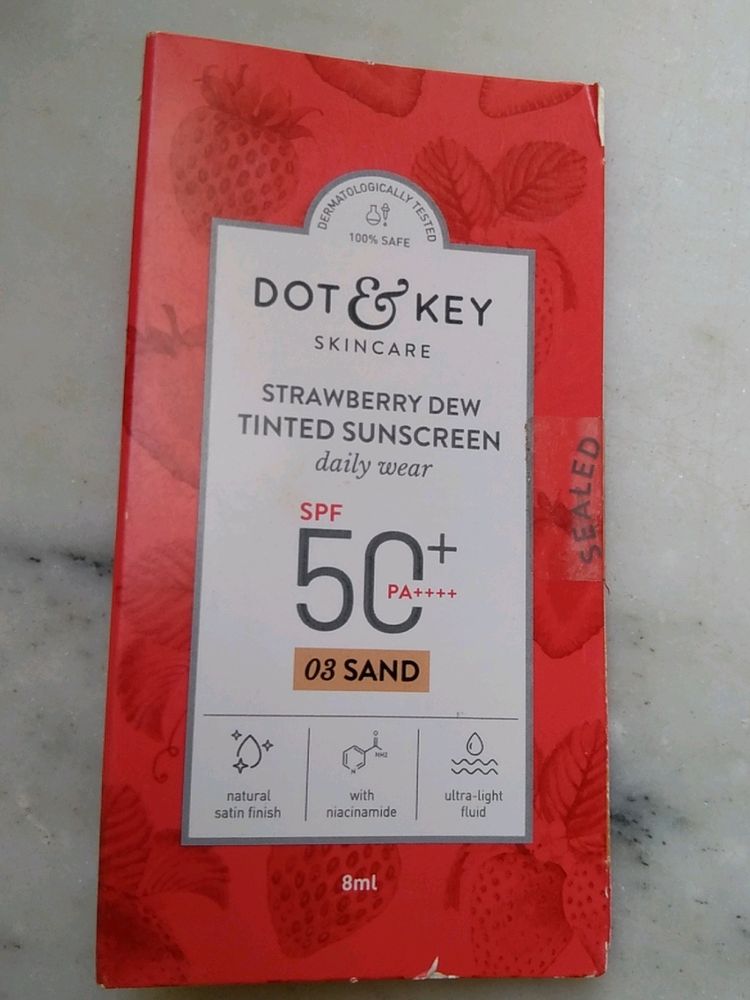 DERMATOLOGICALLY TESTED
100% SAFE
DOT & KEY
SKINCARE
STRAWBERRY DEW
TINTED SUNSCREEN
daily wear
SPF
50+
PA++++
03 SAND
SEALED
O
NH2
N
natural
satin finish
with
niacinamide
ultra-light
fluid
8ml